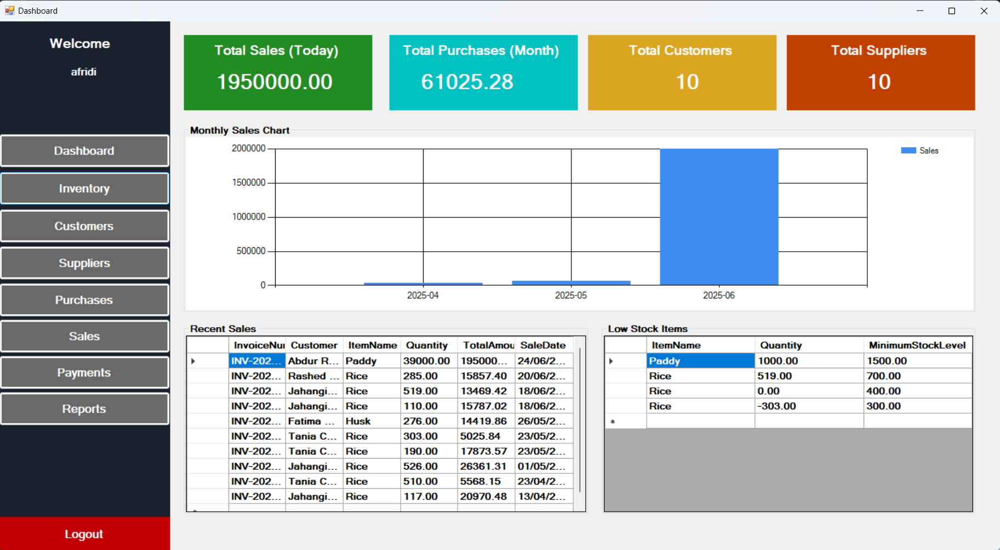 Dashboard
Welcome
afridi
Dashboard
Inventory
Customers
Suppliers
Purchases
Sales
Payments
Reports
Logout
Total Sales (Today)
1950000.00
Total Purchases (Month)
61025.28
Total Customers
10
Total Suppliers
10
Monthly Sales Chart
2000000
1500000
1000000
500000
0
2025-04 2025-05 2025-06
Sales
Recent Sales
InvoiceNu Customer ItemName Quantity TotalAmou SaleDate
INV-202... Abdur R... Paddy 39000.00 195000... 24/06/2...
INV-202... Rashed ... Rice 285.00 15857.40 20/06/2...
INV-202... Jahangi... Rice 519.00 13469.42 18/06/2...
INV-202... Jahangi... Rice 110.00 15787.02 18/06/2...
INV-202... Fatima ... Husk 276.00 14419.86 26/05/2...
INV-202... Tania C... Rice 303.00 5025.84 23/05/2...
INV-202... Tania C... Rice 190.00 17873.57 23/05/2...
INV-202... Jahangi... Rice 526.00 26361.31 01/05/2...
INV-202... Tania C... Rice 510.00 5568.15 23/04/2...
INV-202... Jahangi... Rice 117.00 20970.48 13/04/2...
Low Stock Items
ItemName Quantity MinimumStockLevel
Paddy 1000.00 1500.00
Rice 519.00 700.00
Rice 0.00 400.00
Rice -303.00 300.00